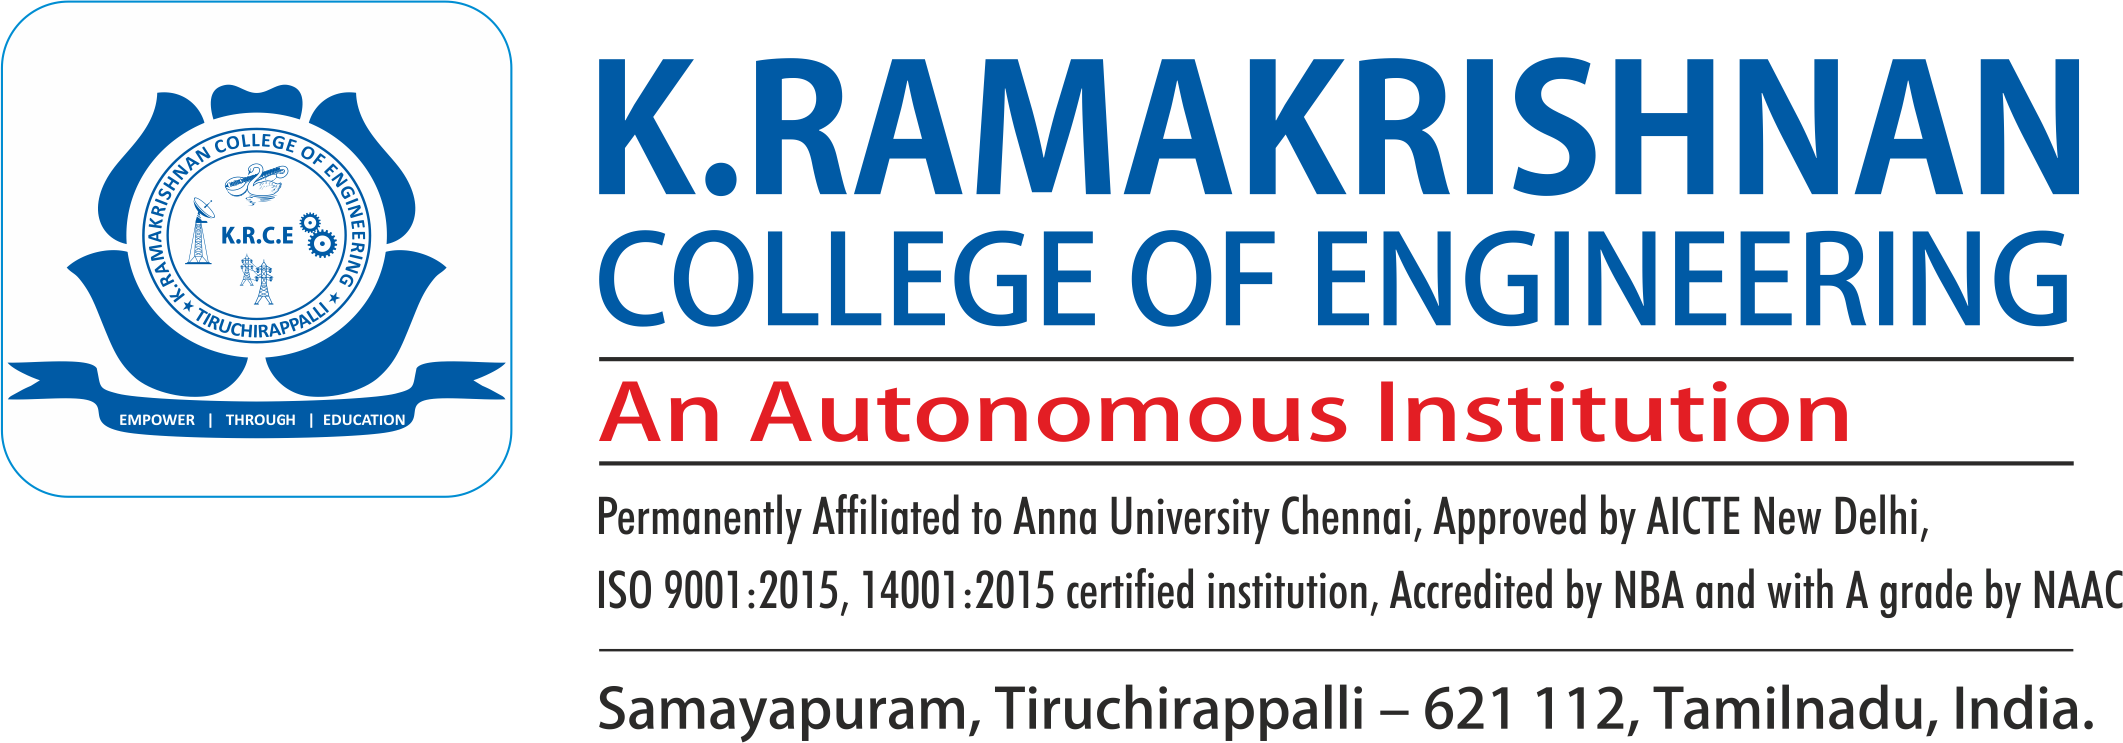 K.RAMAKRISHNAN COLLEGE OF ENGINEERING
★ TIRUCHIRAPPALLI ★
K.R.C.E
EMPOWER | THROUGH | EDUCATION
K.RAMAKRISHNAN
COLLEGE OF ENGINEERING
An Autonomous Institution
Permanently Affiliated to Anna University Chennai, Approved by AICTE New Delhi,
ISO 9001:2015, 14001:2015 certified institution, Accredited by NBA and with A grade by NAAC
Samayapuram, Tiruchirappalli – 621 112, Tamilnadu, India.